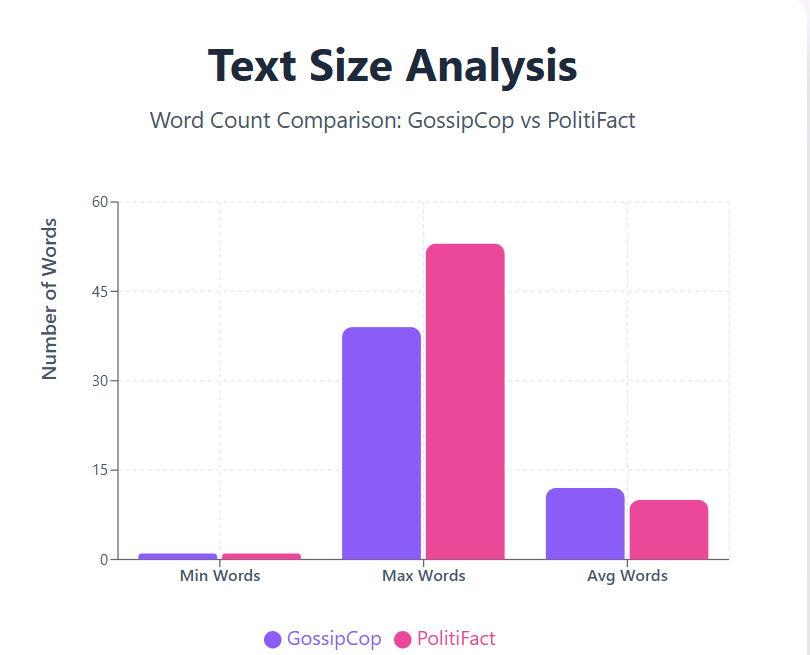 Text Size Analysis
Word Count Comparison: GossipCop vs PolitiFact
Number of Words
60
45
30
15
0
Min Words
Max Words
Avg Words
GossipCop
PolitiFact